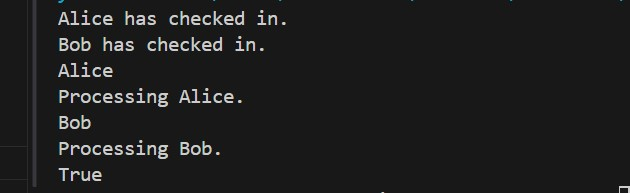 Alice has checked in.
Bob has checked in.
Alice
Processing Alice.
Bob
Processing Bob.
True